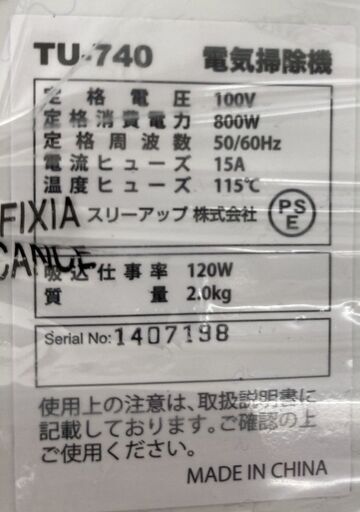 TU-740 電気掃除機
定格電圧 100V
定格消費電力 800W
定格周波数 50/60Hz
電流ヒューズ 15A
温度ヒューズ 115℃
FIXIA スリーアップ 株式会社 PSE
吸込仕事率 120W
質量 2.0kg
Serial No: 1407198
使用上の注意は、取扱説明書に
記載しております。ご確認の上
ご使用ください。
MADE IN CHINA